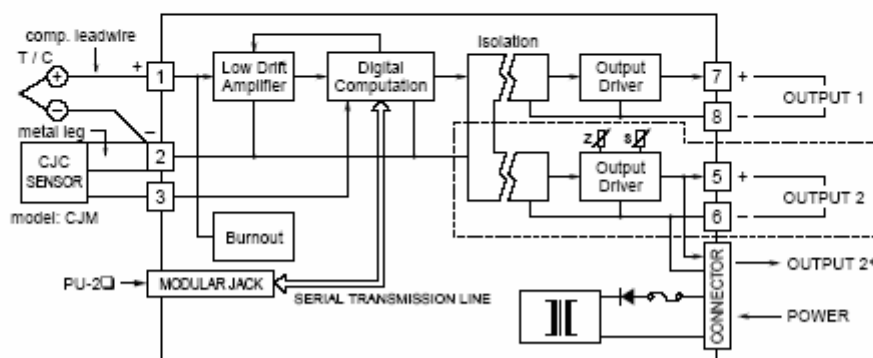 comp. leadwire
T / C
+
−
metal leg
CJC
SENSOR
model: CJM
+
−
1
2
3
Low Drift
Amplifier
Digital
Computation
Burnout
PU-2□
MODULAR JACK
SERIAL TRANSMISSION LINE
Isolation
Output
Driver
Z
S
Output
Driver
7
+
8
−
OUTPUT 1
5
+
6
−
OUTPUT 2
CONNECTOR
OUTPUT 2*
POWER